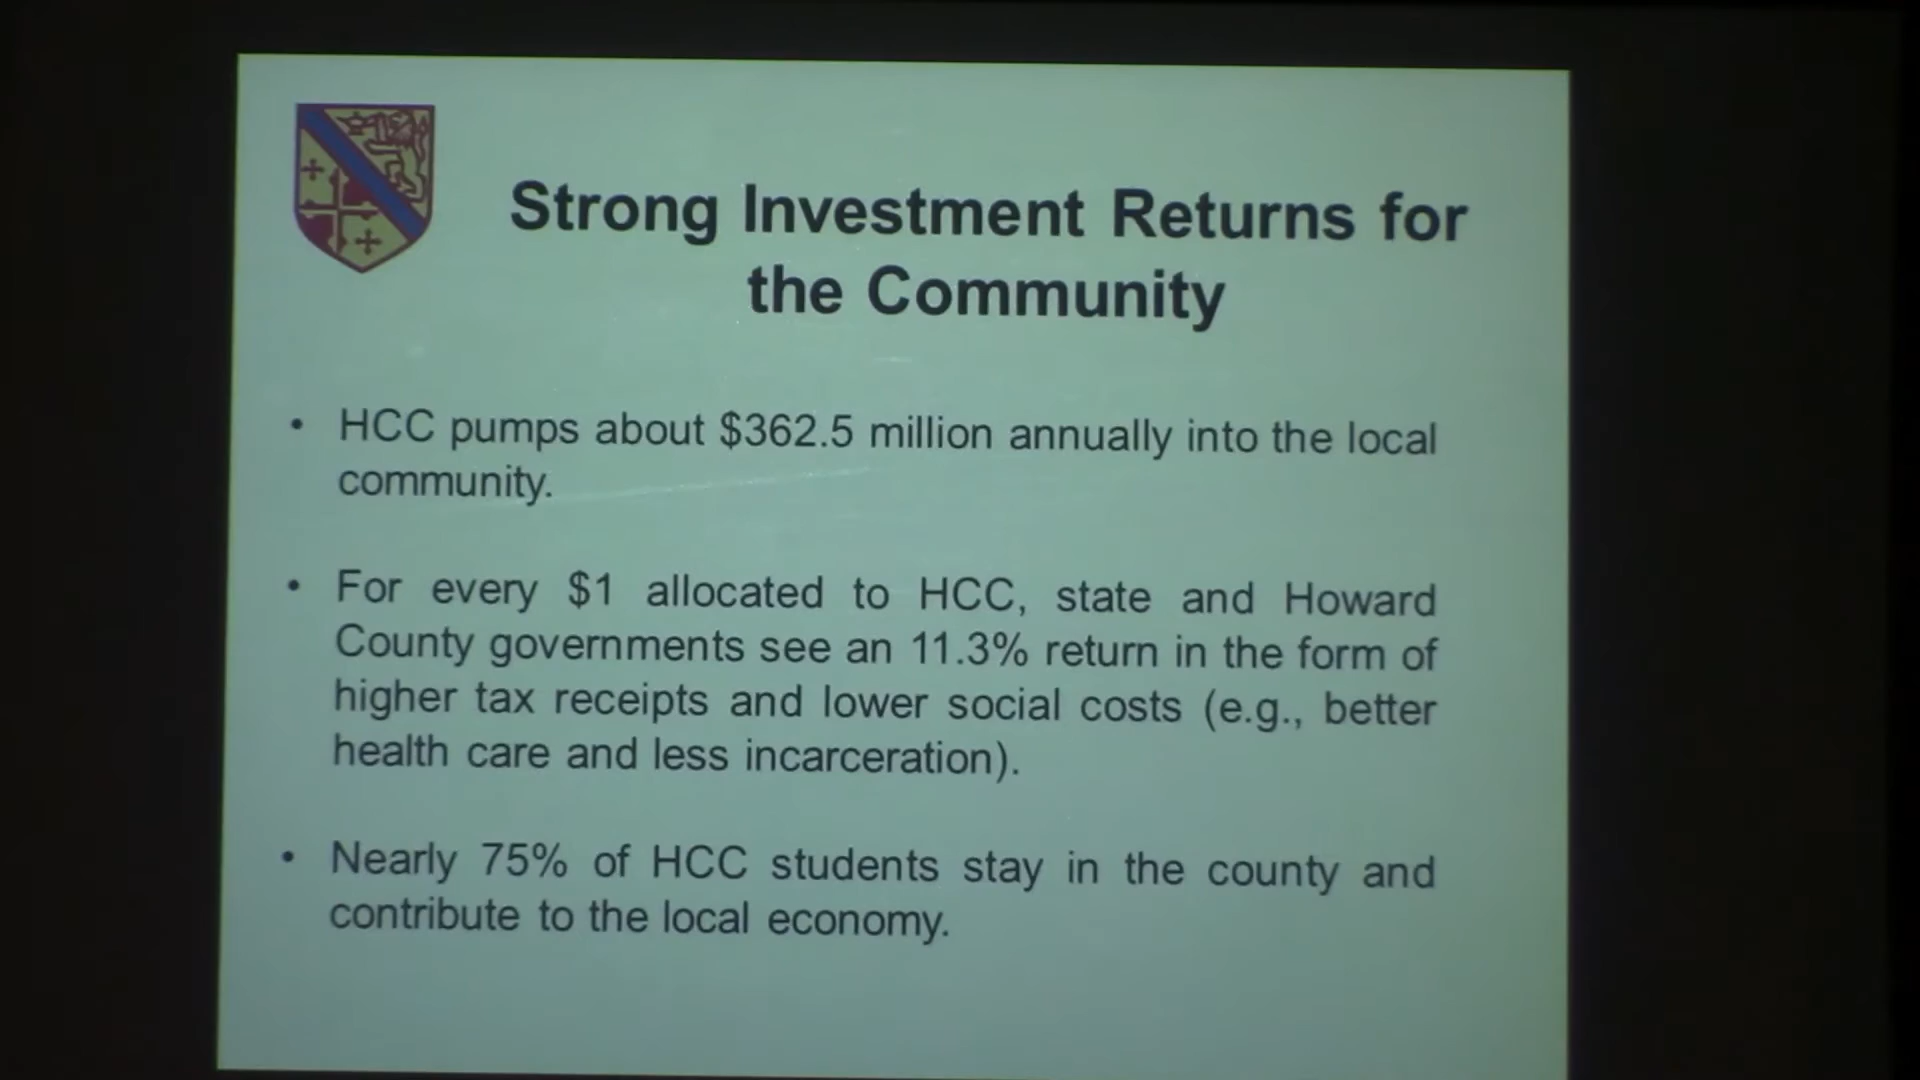 Strong Investment Returns for
the Community
• HCC pumps about $362.5 million annually into the local
community.
• For every $1 allocated to HCC, state and Howard
County governments see an 11.3% return in the form of
higher tax receipts and lower social costs (e.g., better
health care and less incarceration).
• Nearly 75% of HCC students stay in the county and
contribute to the local economy.